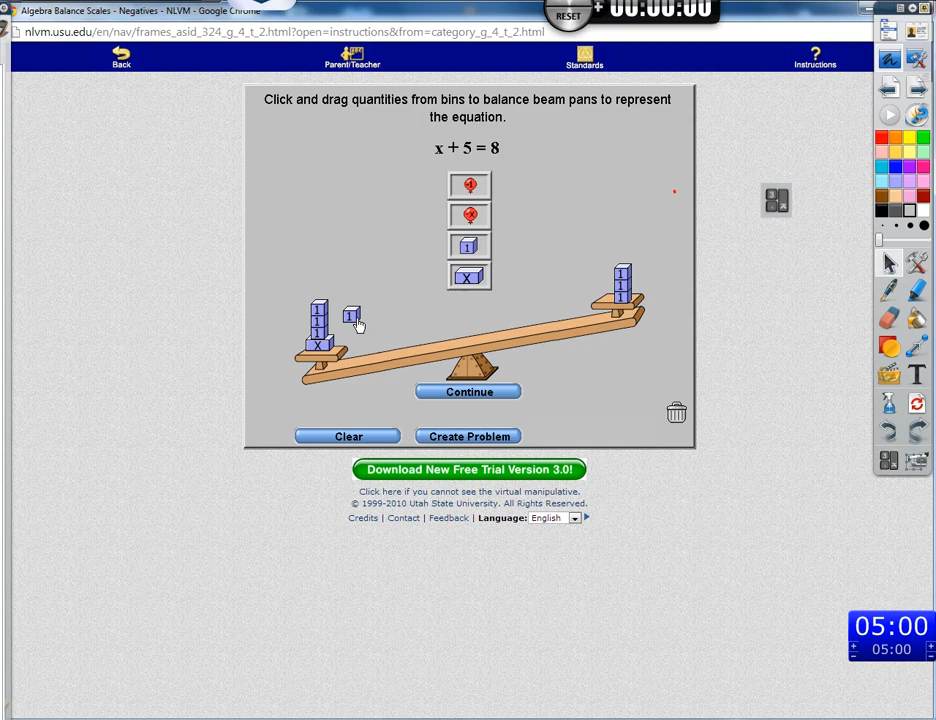 Algebra Balance Scales - Negatives - NLVM - Google Chrome
RESET
00:00:00
nlvm.usu.edu/en/nav/frames_asid_324_g_4_t_2.html?open=instructions&from=category_g_4_t_2.html
Back
Parent/Teacher
Standards
Instructions
Click and drag quantities from bins to balance beam pans to represent
the equation.
x + 5 = 8
-1
-X
1
X
1
1
1
1
1
1
1
X
Continue
Clear
Create Problem
Download New Free Trial Version 3.0!
Click here if you cannot see the virtual manipulative.
© 1999-2010 Utah State University. All Rights Reserved.
Credits | Contact | Feedback | Language: English
T
3
05:00
05:00